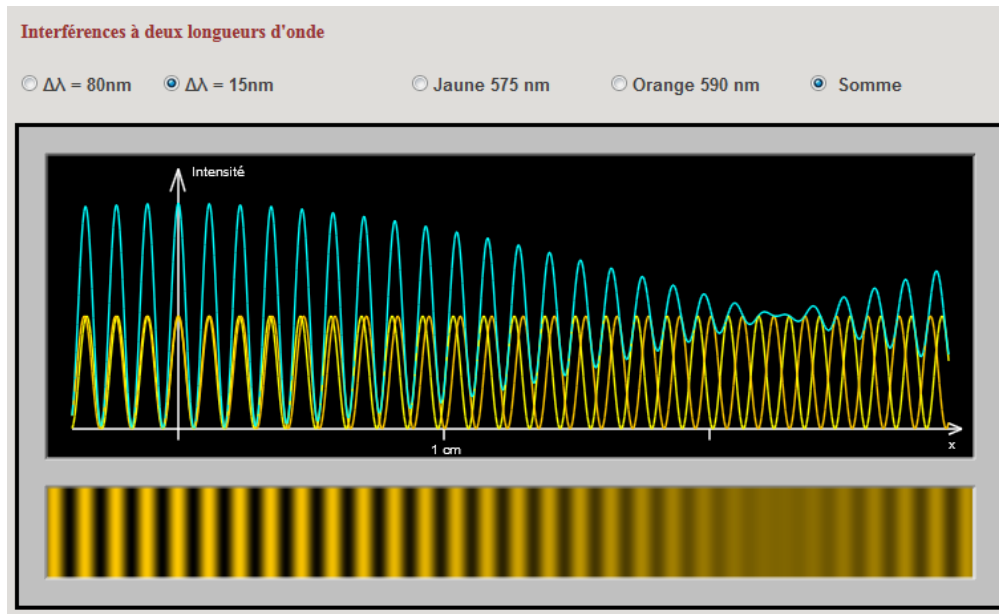 Interférences à deux longueurs d'onde
Δλ = 80nm Δλ = 15nm Jaune 575 nm Orange 590 nm Somme
Intensité
1 cm
x